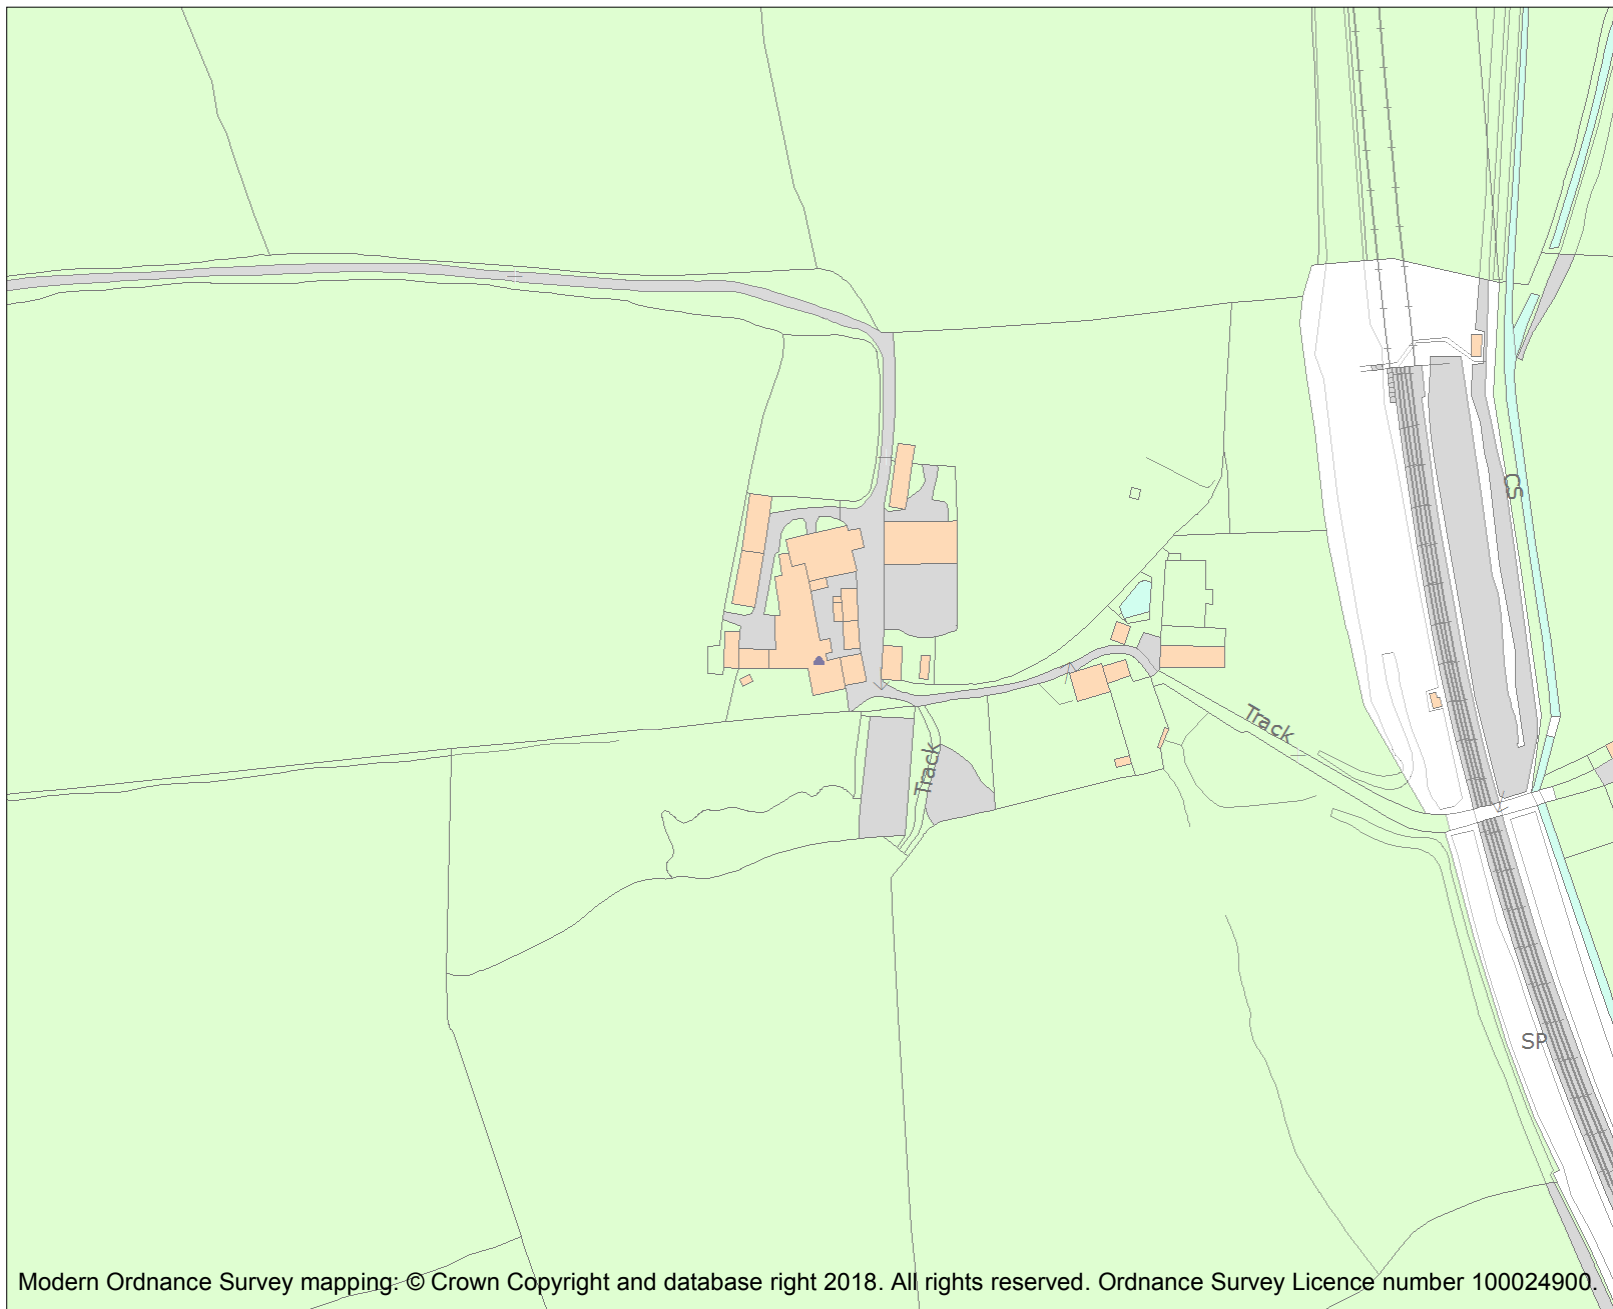 CS
Track
Track
SP
Modern Ordnance Survey mapping: © Crown Copyright and database right 2018. All rights reserved. Ordnance Survey Licence number 100024900.